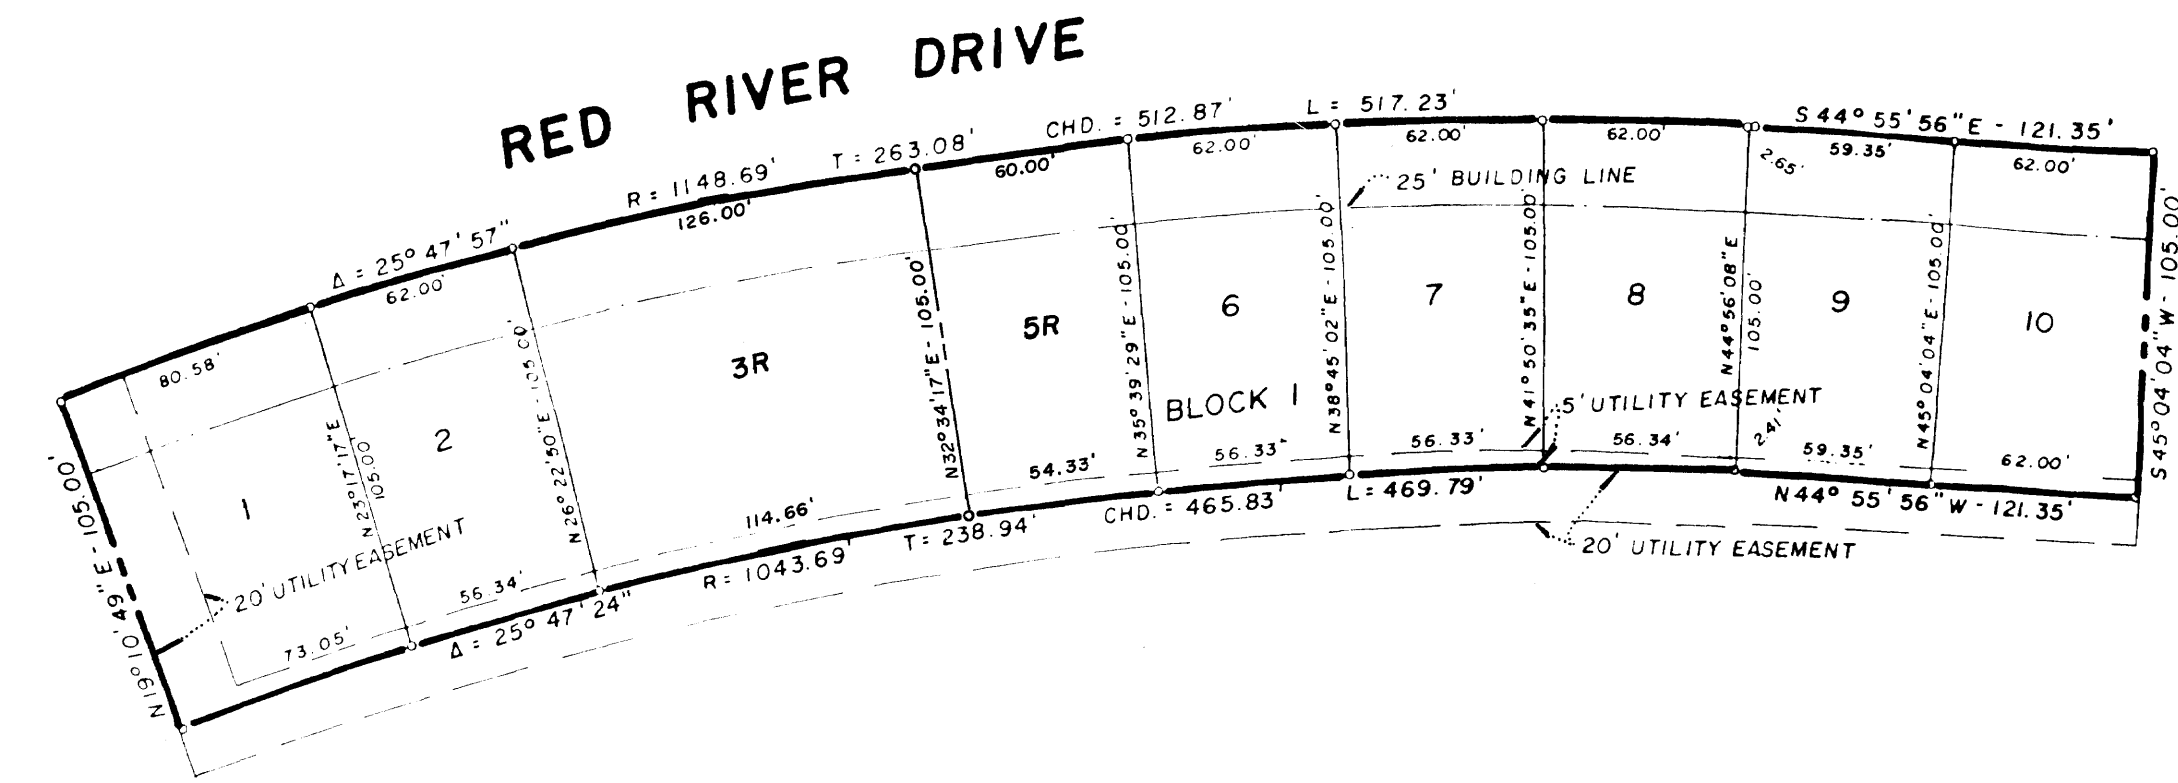 RED RIVER DRIVE
Δ = 25° 47' 57"
R = 1148.69'
T = 263.08'
CHD. = 512.87'
L = 517.23'
S 44° 55' 56" E - 121.35'
80.58'
62.00'
126.00'
60.00'
62.00'
62.00'
62.00'
2.65'
59.35'
62.00'
25' BUILDING LINE
N 19° 10' 49" E - 105.00'
N 23° 17' 17" E
105.00'
N 26° 22' 50" E - 105.00'
N 32° 34' 17" E - 105.00'
N 35° 39' 29" E - 105.00'
N 38° 45' 02" E - 105.00'
N 41° 50' 35" E - 105.00'
N 44° 56' 08" E
105.00'
N 45° 04' 04" E - 105.00'
S 45° 04' 04" W - 105.00'
1
2
3R
5R
6
7
8
9
10
BLOCK 1
5' UTILITY EASEMENT
20' UTILITY EASEMENT
73.05'
56.34'
114.66'
54.33'
56.33'
56.33'
56.34'
2.41'
59.35'
62.00'
Δ = 25° 47' 24"
R = 1043.69'
T = 238.94'
CHD. = 465.83'
L = 469.79'
N 44° 55' 56" W - 121.35'
20' UTILITY EASEMENT